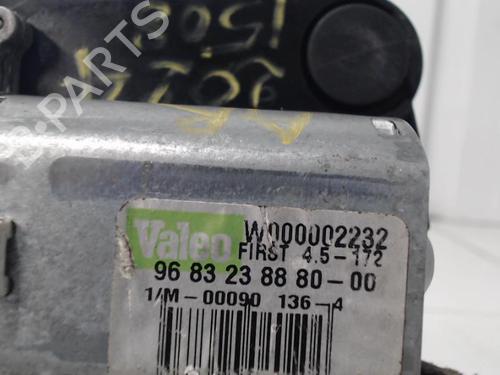 B-PARTS
Valeo
W000002232
FIRST 4.5-172
96 83 23 88 80-00
1/M-00090 136-4